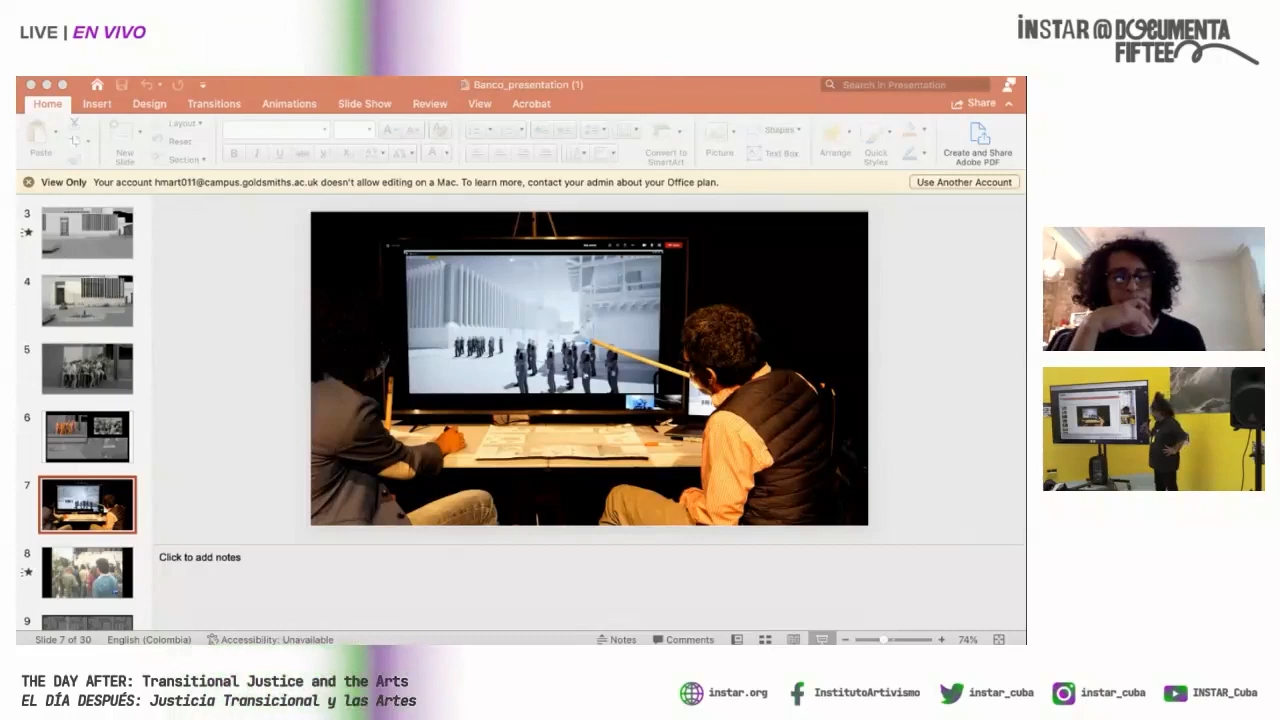 LIVE | EN VIVO
INSTAR @ DOCUMENTA
FIFTEEN
Banco_presentation (1)
Search in Presentation
Home Insert Design Transitions Animations Slide Show Review View Acrobat
Share
Paste
New
Slide
Layout
Reset
Section
Convert to
SmartArt
Picture
Shapes
Text Box
Arrange
Quick
Styles
Create and Share
Adobe PDF
View Only Your account hmart011@campus.goldsmiths.ac.uk doesn't allow editing on a Mac. To learn more, contact your admin about your Office plan.
Use Another Account
3
4
5
6
7
8
9
Click to add notes
Slide 7 of 30 English (Colombia) Accessibility: Unavailable
Notes Comments 74%
THE DAY AFTER: Transitional Justice and the Arts
EL DÍA DESPUÉS: Justicia Transicional y las Artes
instar.org InstitutoArtivismo instar_cuba instar_cuba INSTAR_Cuba